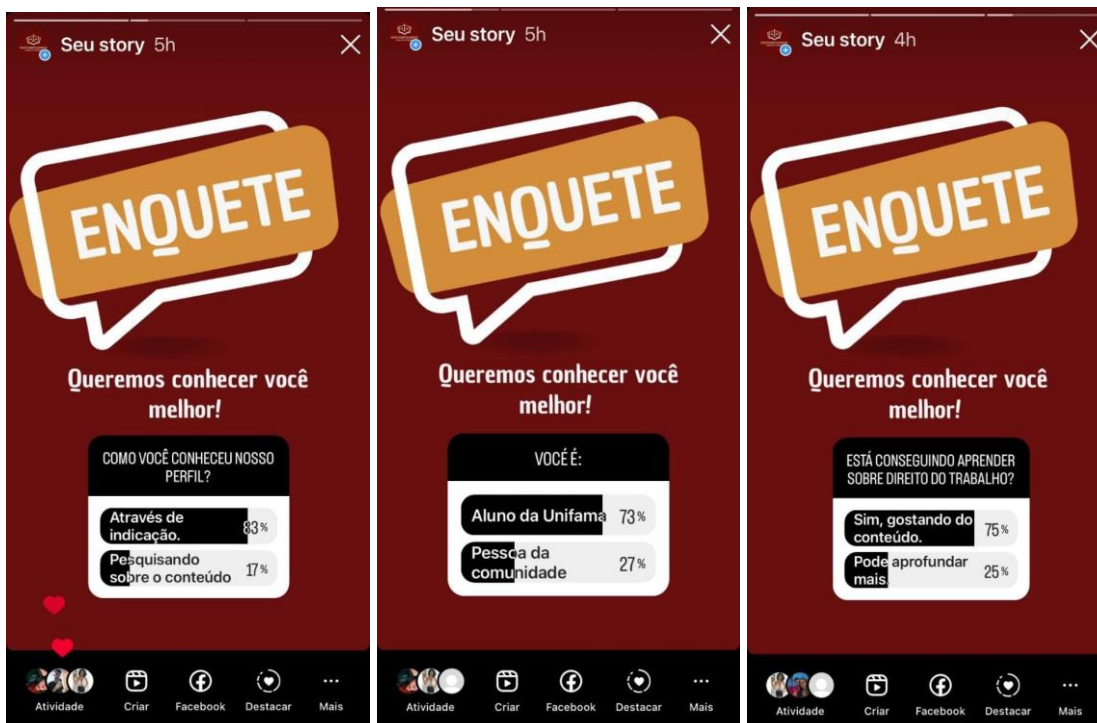 Seu story 5h
ENQUETE
Queremos conhecer você
melhor!
COMO VOCÊ CONHECEU NOSSO
PERFIL?
Através de
indicação.
83%
Pesquisando
sobre o conteúdo
17%
Atividade
Criar
Facebook
Destacar
Mais
Seu story 5h
ENQUETE
Queremos conhecer você
melhor!
VOCÉ É:
Aluno da Unifama 73%
Pessoa da
comunidade
27%
Atividade
Criar
Facebook
Destacar
Mais
Seu story 4h
ENQUETE
Queremos conhecer você
melhor!
ESTÁ CONSEGUINDO APRENDER
SOBRE DIREITO DO TRABALHO?
Sim, gostando do
conteúdo.
75%
Pode aprofundar
mais.
25%
Atividade
Criar
Facebook
Destacar
Mais